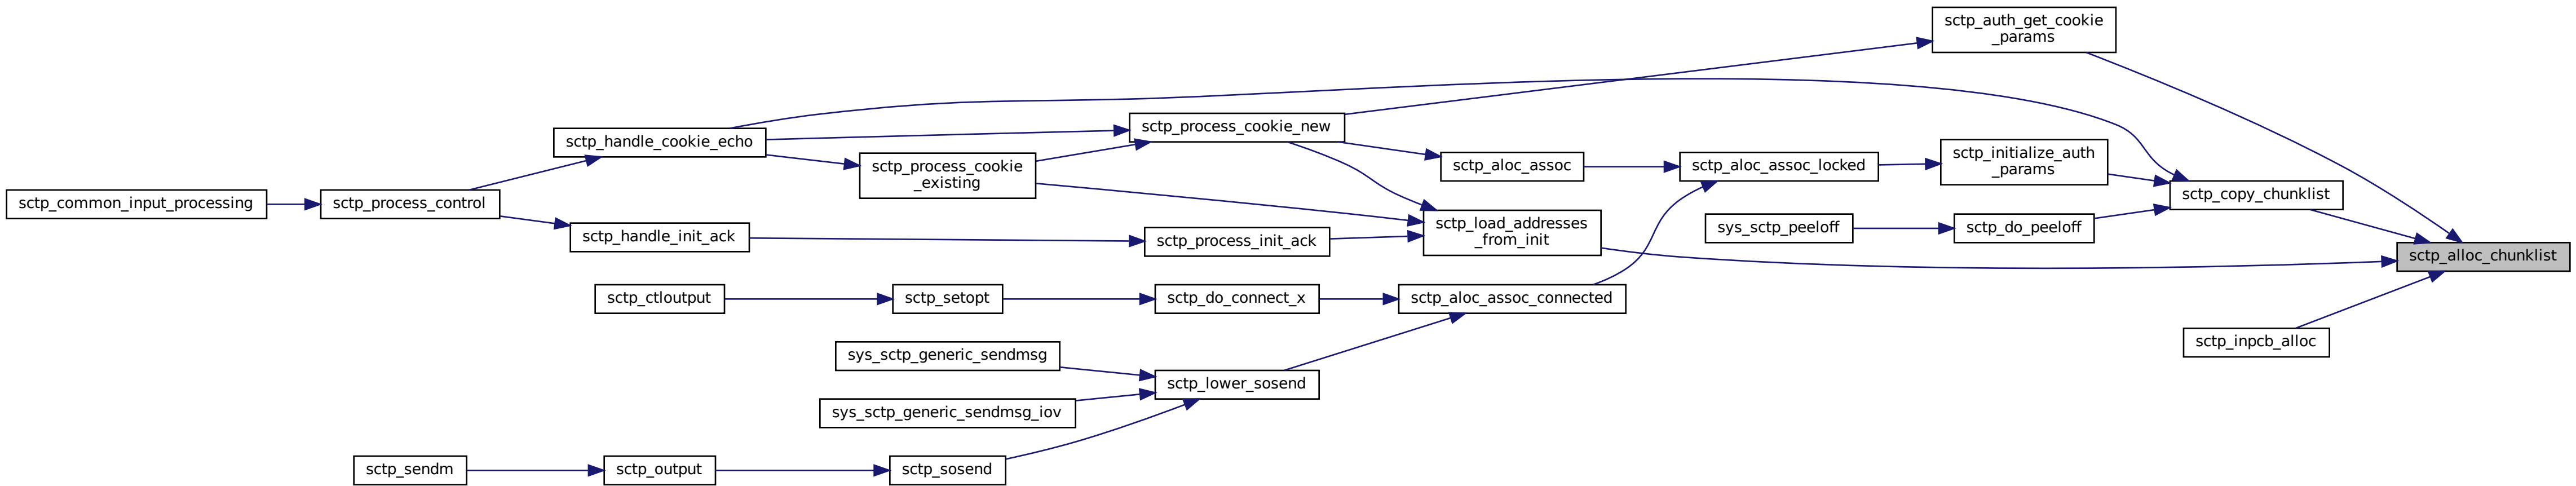 sctp_auth_get_cookie
_params
sctp_process_cookie_new
sctp_handle_cookie_echo
sctp_initialize_auth
_params
sctp_process_cookie
_existing
sctp_aloc_assoc
sctp_aloc_assoc_locked
sctp_copy_chunklist
sctp_common_input_processing
sctp_process_control
sctp_load_addresses
_from_init
sys_sctp_peeloff
sctp_do_peeloff
sctp_handle_init_ack
sctp_process_init_ack
sctp_alloc_chunklist
sctp_ctloutput
sctp_setopt
sctp_do_connect_x
sctp_aloc_assoc_connected
sctp_inpcb_alloc
sys_sctp_generic_sendmsg
sctp_lower_sosend
sys_sctp_generic_sendmsg_iov
sctp_sendm
sctp_output
sctp_sosend